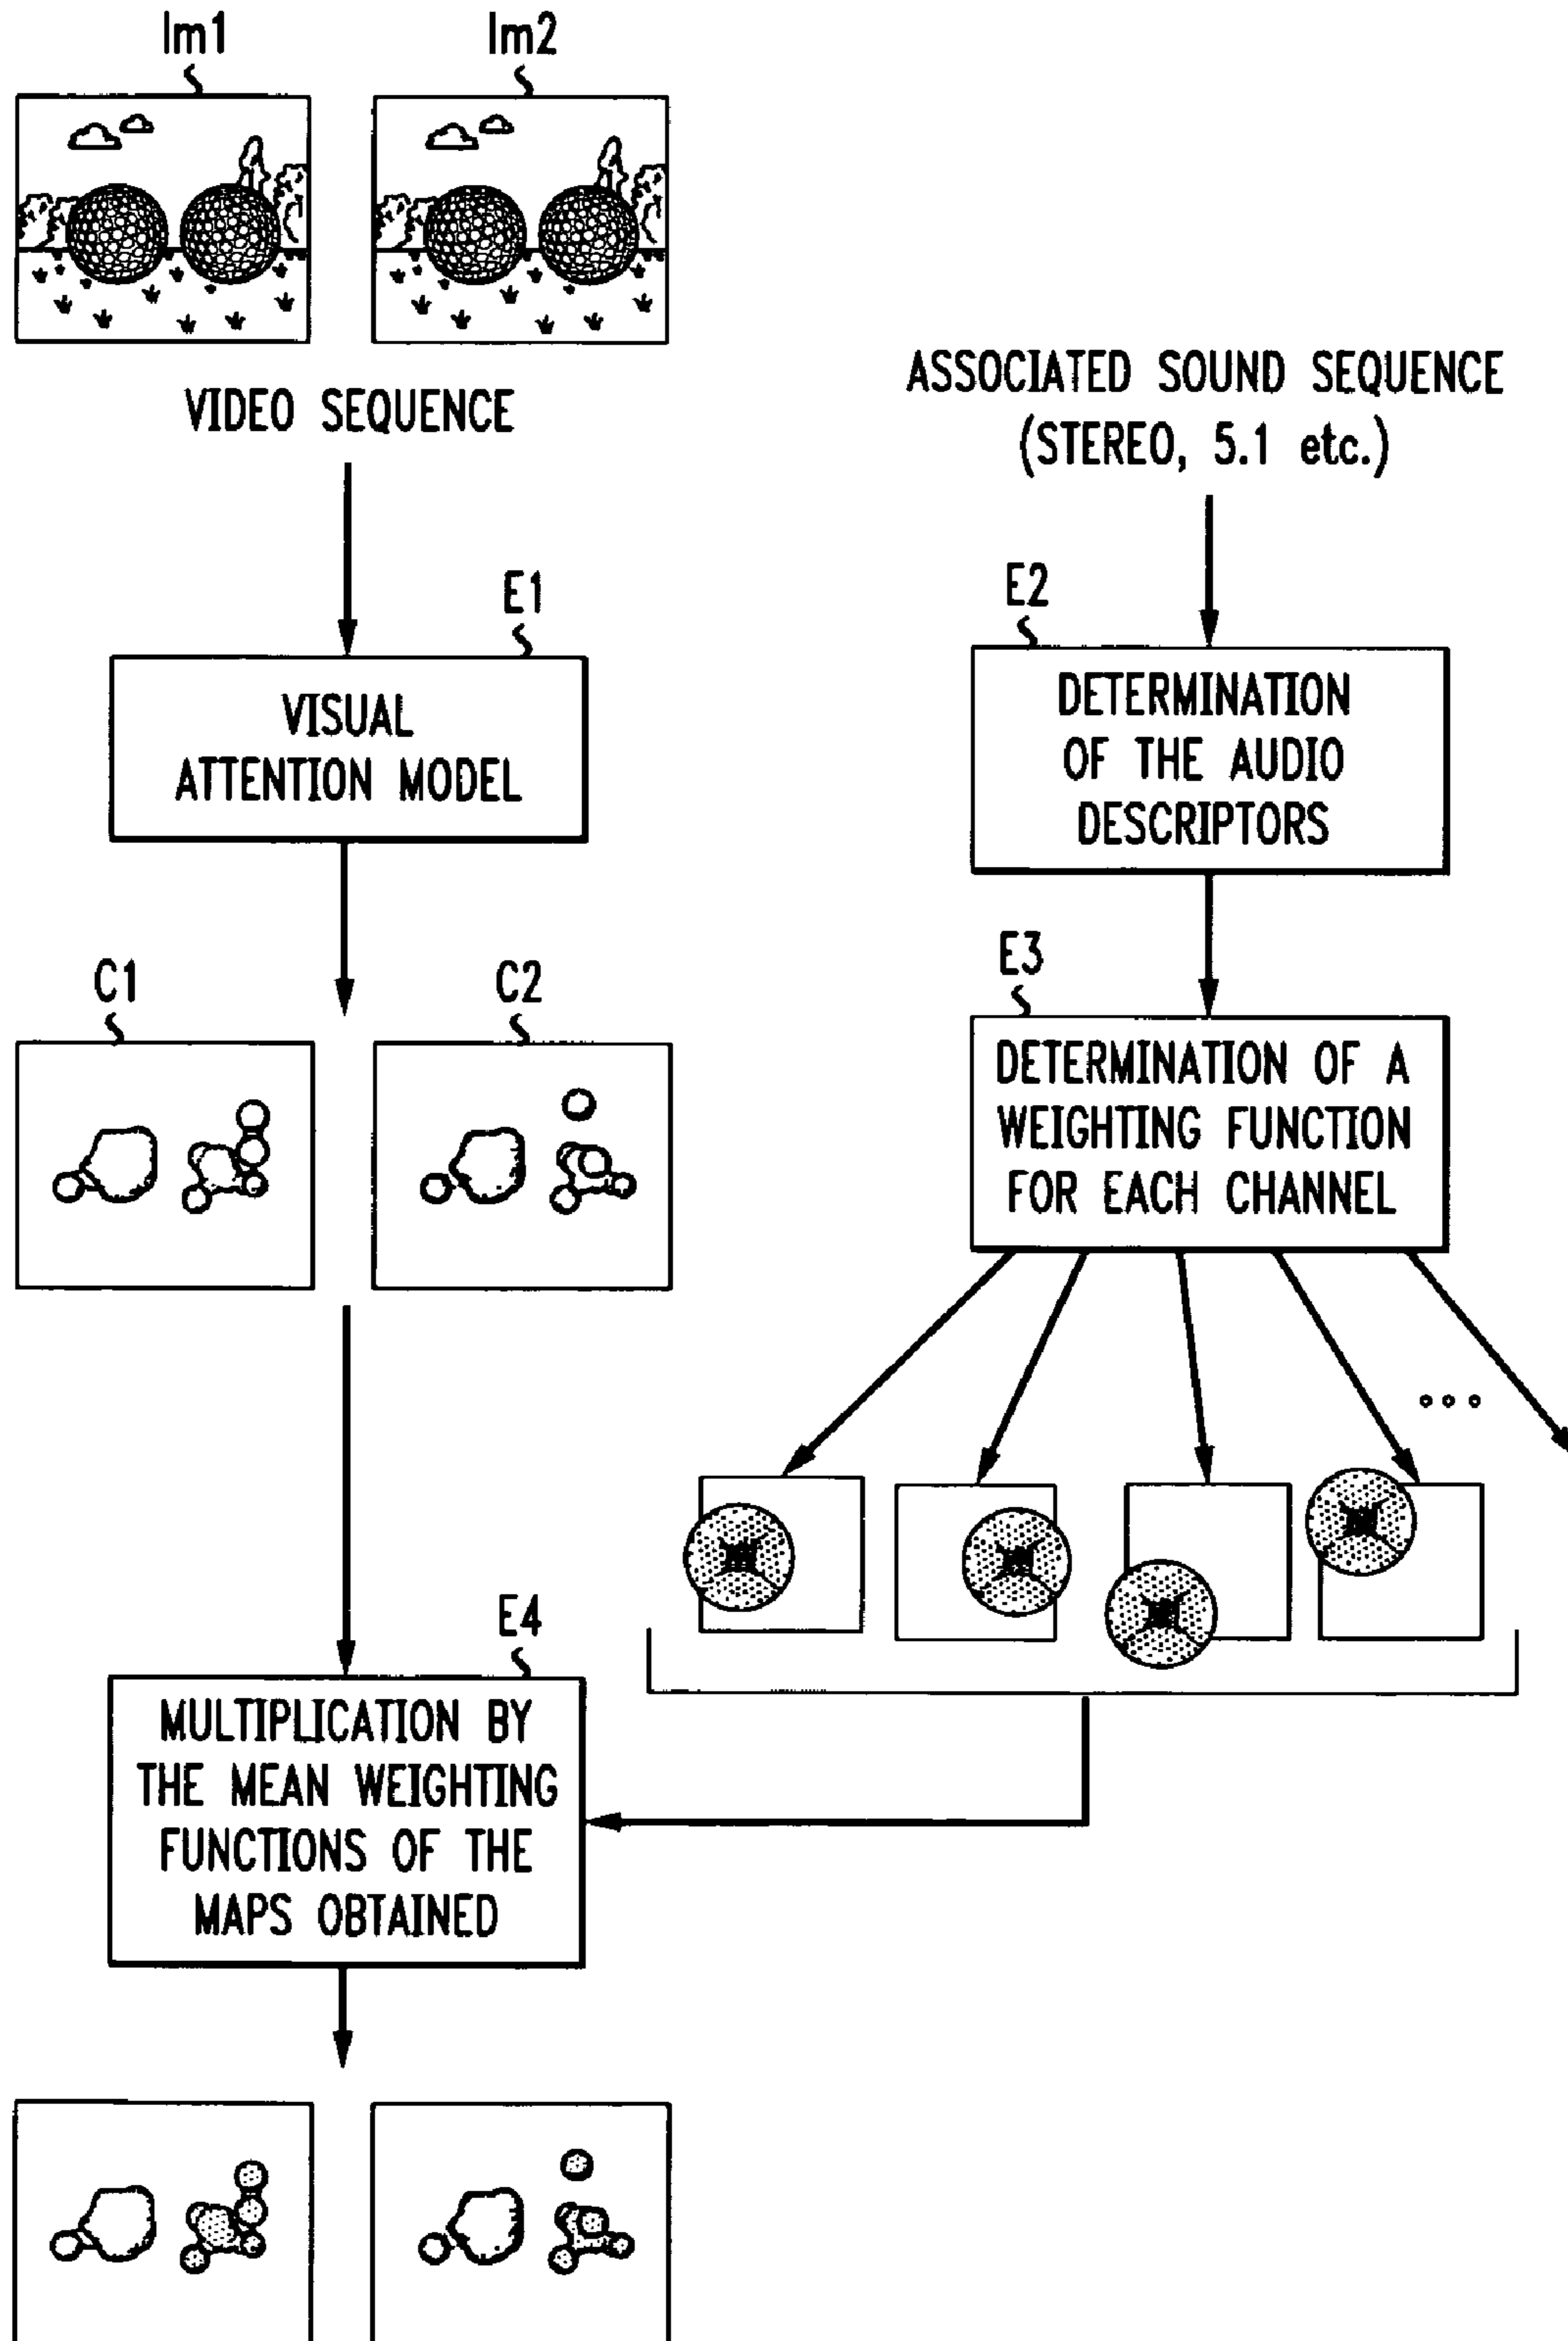 Im1
Im2
VIDEO SEQUENCE
ASSOCIATED SOUND SEQUENCE
(STEREO, 5.1 etc.)
E1
VISUAL
ATTENTION MODEL
E2
DETERMINATION
OF THE AUDIO
DESCRIPTORS
C1
C2
E3
DETERMINATION OF A
WEIGHTING FUNCTION
FOR EACH CHANNEL
E4
MULTIPLICATION BY
THE MEAN WEIGHTING
FUNCTIONS OF THE
MAPS OBTAINED